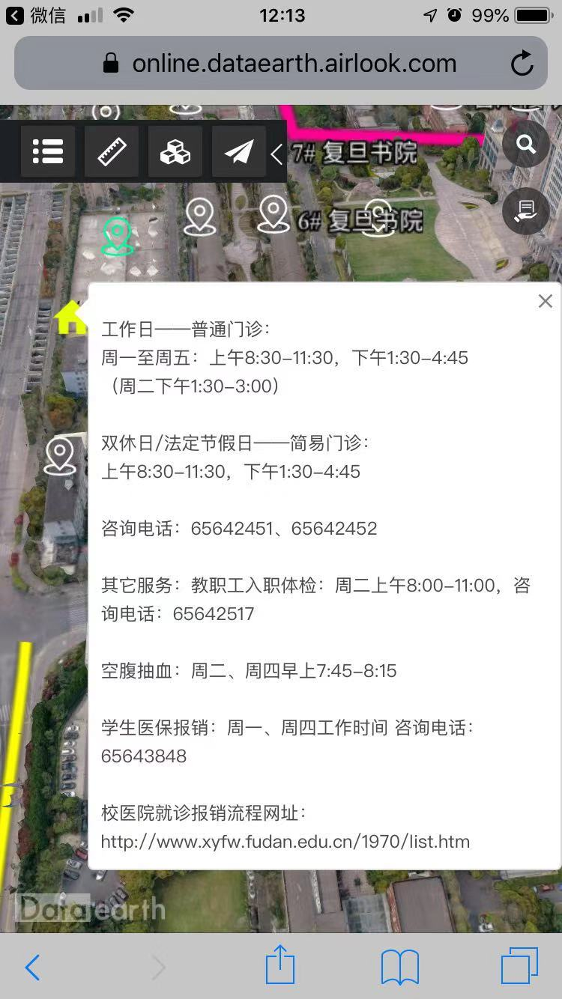 微信
12:13
99%
online.dataearth.airlook.com
7# 复旦书院
6# 复旦书院
工作日——普通门诊：
周一至周五：上午8:30-11:30，下午1:30-4:45
（周二下午1:30-3:00）
双休日/法定节假日——简易门诊：
上午8:30-11:30，下午1:30-4:45
咨询电话：65642451、65642452
其它服务：教职工入职体检：周二上午8:00-11:00，咨
询电话：65642517
空腹抽血：周二、周四早上7:45-8:15
学生医保报销：周一、周四工作时间 咨询电话：
65643848
校医院就诊报销流程网址：
http://www.xyfw.fudan.edu.cn/1970/list.htm
Dataearth